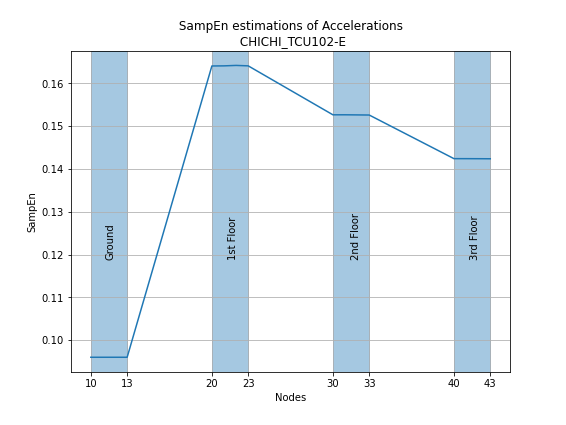 SampEn estimations of Accelerations
CHICHI_TCU102-E
SampEn
0.16
0.15
0.14
0.13
0.12
0.11
0.10
Ground
1st Floor
2nd Floor
3rd Floor
10 13 20 23 30 33 40 43
Nodes